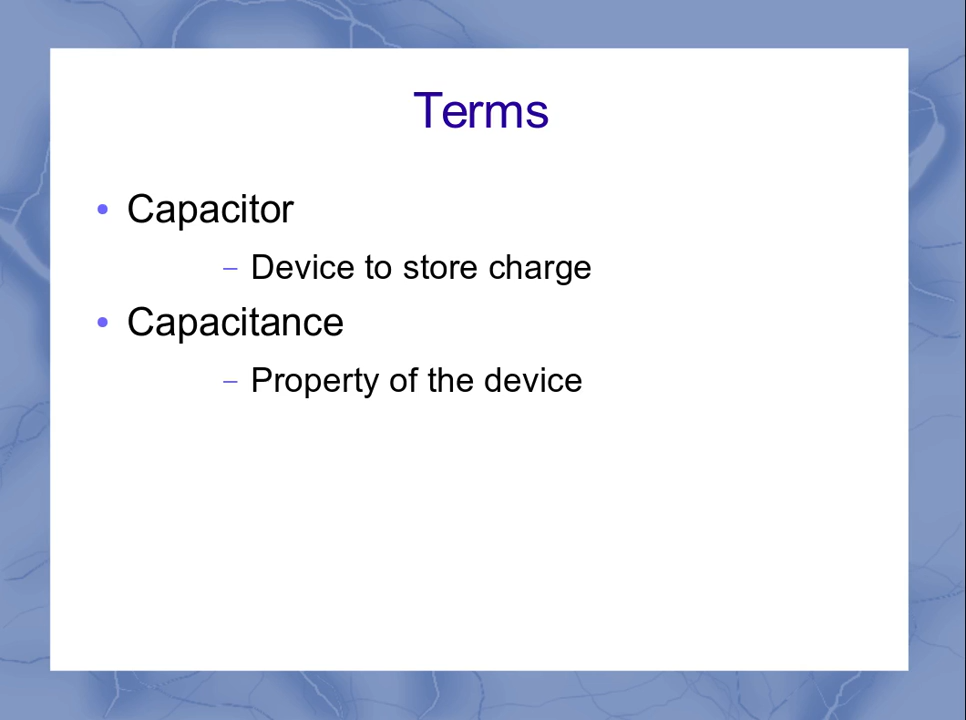 Terms
• Capacitor
– Device to store charge
• Capacitance
– Property of the device